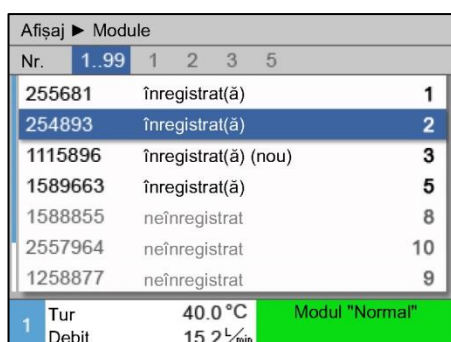 Afișaj ► Module
Nr. 1..99 1 2 3 5
255681 înregistrat(ă) 1
254893 înregistrat(ă) 2
1115896 înregistrat(ă) (nou) 3
1589663 înregistrat(ă) 5
1588855 neînregistrat 8
2557964 neînregistrat 10
1258877 neînregistrat 9
1 Tur 40.0 °C Modul "Normal"
Debit 15.2 L/min